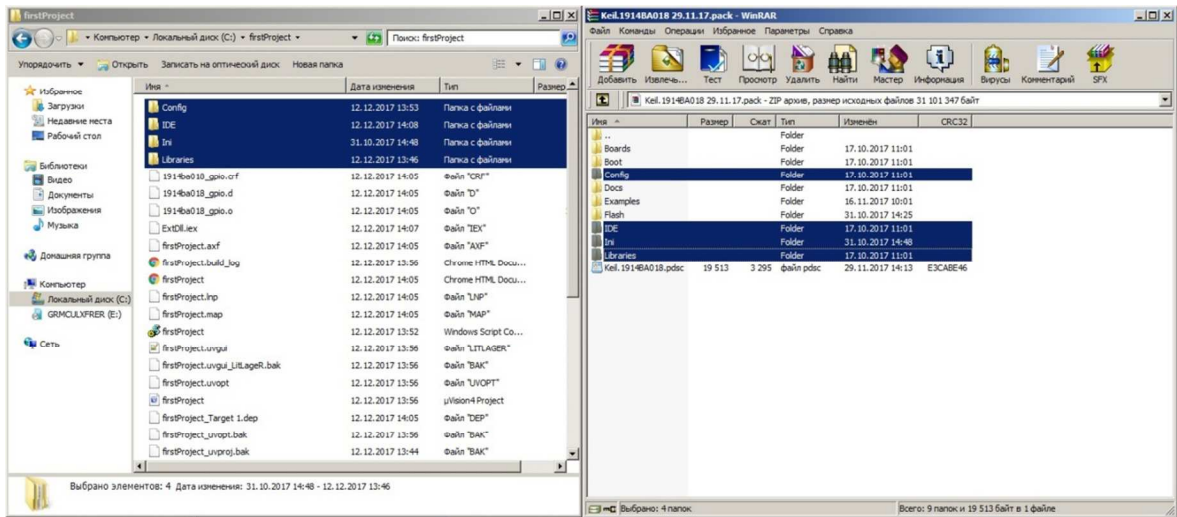 firstProject
Компьютер
Локальный диск (C:)
firstProject
Поиск: firstProject
Упорядочить
Открыть
Записать на оптический диск
Новая папка
Избранное
Загрузки
Недавние места
Рабочий стол
Библиотеки
Видео
Документы
Изображения
Музыка
Домашняя группа
Компьютер
Локальный диск (C:)
GRMCULXFRER (E:)
Сеть
Имя Дата изменения Тип Размер
Config 12.12.2017 13:53 Папка с файлами
IDE 12.12.2017 14:08 Папка с файлами
Ini 31.10.2017 14:48 Папка с файлами
Libraries 12.12.2017 13:46 Папка с файлами
1914ba018_gpio.crf 12.12.2017 14:05 Файл "CRF"
1914ba018_gpio.d 12.12.2017 14:05 Файл "D"
1914ba018_gpio.o 12.12.2017 14:05 Файл "O"
ExtDll.iex 12.12.2017 14:07 Файл "IEX"
firstProject.axf 12.12.2017 14:05 Файл "AXF"
firstProject.build_log 12.12.2017 13:56 Chrome HTML Docu...
firstProject 12.12.2017 14:05 Chrome HTML Docu...
firstProject.lnp 12.12.2017 14:05 Файл "LNP"
firstProject.map 12.12.2017 14:05 Файл "MAP"
firstProject 12.12.2017 13:52 Windows Script Co...
firstProject.uvgui 12.12.2017 13:56 Файл "LITLAGER"
firstProject.uvgui_LitLageR.bak 12.12.2017 13:56 Файл "BAK"
firstProject.uvopt 12.12.2017 13:56 Файл "UVOPT"
firstProject 12.12.2017 13:56 µVision4 Project
firstProject_Target 1.dep 12.12.2017 14:05 Файл "DEP"
firstProject_uvopt.bak 12.12.2017 13:56 Файл "BAK"
firstProject_uvproj.bak 12.12.2017 13:44 Файл "BAK"
Выбрано элементов: 4 Дата изменения: 31.10.2017 14:48 - 12.12.2017 13:46
Keil.1914BA018 29.11.17.pack - WinRAR
Файл Команды Операции Избранное Параметры Справка
Добавить Извлечь... Тест Просмотр Удалить Найти Мастер Информация Вирусы Комментарий SFX
Keil.1914BA018 29.11.17.pack - ZIP архив, размер исходных файлов 31 101 347 байт
Имя Размер Сжат Тип Изменён CRC32
.. Folder
Boards Folder 17.10.2017 11:01
Boot Folder 17.10.2017 11:01
Config Folder 17.10.2017 11:01
Docs Folder 17.10.2017 11:01
Examples Folder 16.11.2017 10:01
Flash Folder 31.10.2017 14:25
IDE Folder 17.10.2017 11:01
Ini Folder 31.10.2017 14:48
Libraries Folder 17.10.2017 11:01
Keil.1914BA018.pdsc 19 513 3 295 файл pdsc 29.11.2017 14:13 E3CABE46
Выбрано: 4 папок
Всего: 9 папок и 19 513 байт в 1 файле